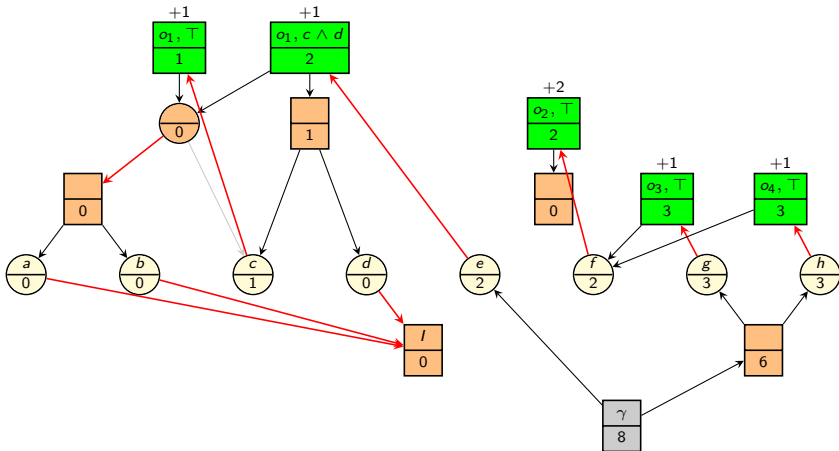 +1 +1
o₁, ⊤ o₁, c ∧ d
1 2
+2
o₂, ⊤
2
0
1
+1 +1
o₃, ⊤ o₄, ⊤
3 3
0
0
a b c d e f g h
0 0 1 0 2 2 3 3
I
0
6
γ
8